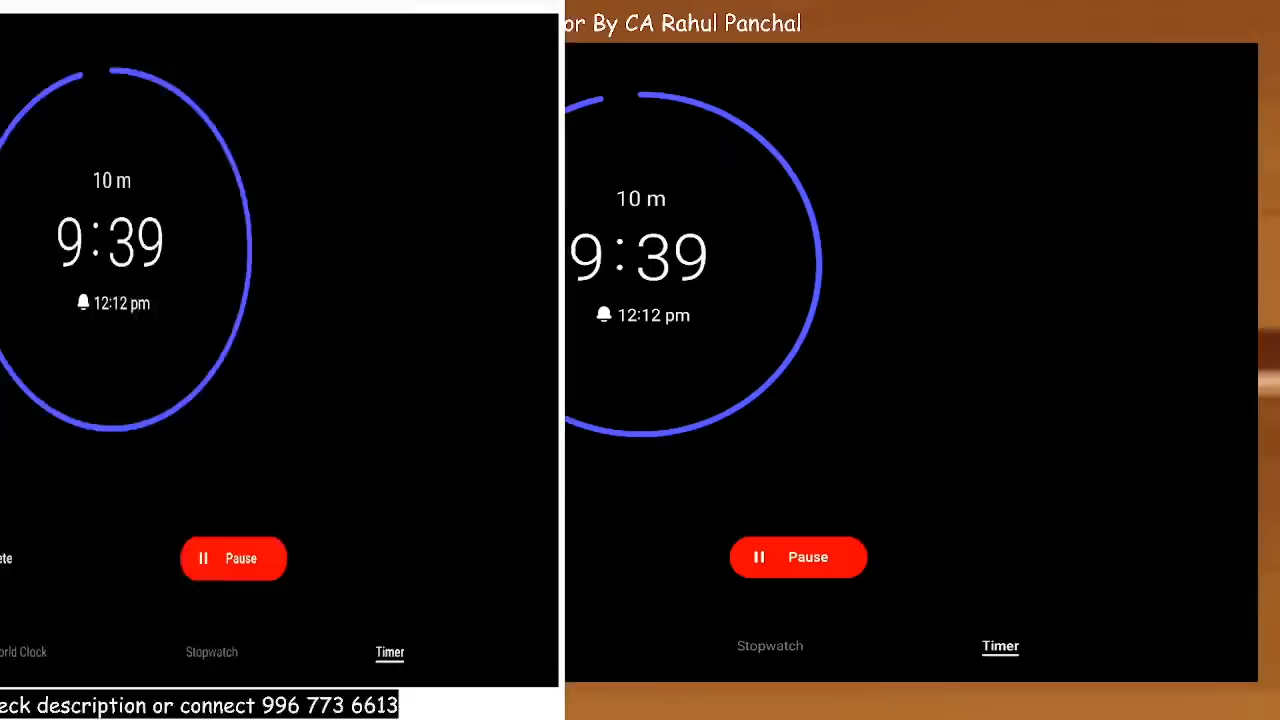 or By CA Rahul Panchal
10 m
9:39
12:12 pm
ete
Pause
orld Clock
Stopwatch
Timer
eck description or connect 996 773 6613
10 m
9:39
12:12 pm
Pause
Stopwatch
Timer